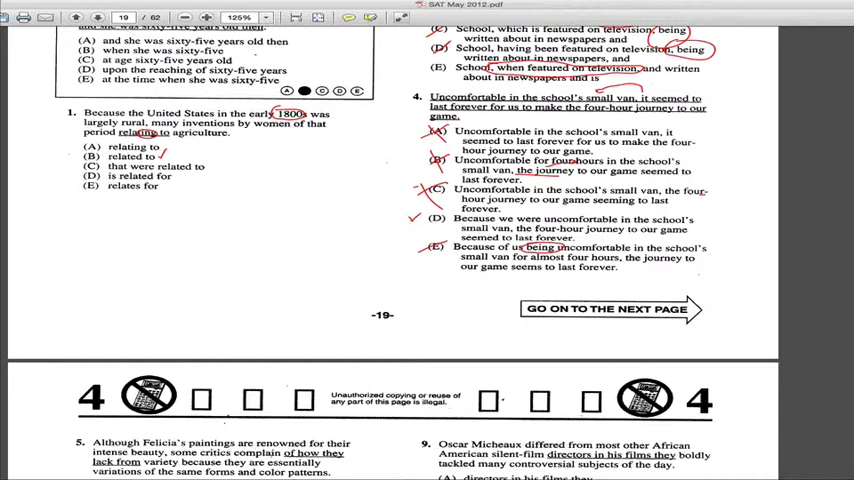 SAT May 2012.pdf
19 / 62
125%
and she was sixty-five years old then.
(A) and she was sixty-five years old then
(B) when she was sixty-five
(C) at age sixty-five years old
(D) upon the reaching of sixty-five years
(E) at the time when she was sixty-five
A C D E
1. Because the United States in the early 1800s was
largely rural, many inventions by women of that
period relating to agriculture.
(A) relating to
(B) related to
(C) that were related to
(D) is related for
(E) relates for
(C) School, which is featured on television, being
written about in newspapers and
(D) School, having been featured on television, being
written about in newspapers, and
(E) School, when featured on television, and written
about in newspapers and is
4. Uncomfortable in the school's small van, it seemed to
last forever for us to make the four-hour journey to our
game.
(A) Uncomfortable in the school's small van, it
seemed to last forever for us to make the four-
hour journey to our game.
(B) Uncomfortable for four hours in the school's
small van, the journey to our game seemed to
last forever.
(C) Uncomfortable in the school's small van, the four-
hour journey to our game seeming to last
forever.
(D) Because we were uncomfortable in the school's
small van, the four-hour journey to our game
seemed to last forever.
(E) Because of us being uncomfortable in the school's
small van for almost four hours, the journey to
our game seems to last forever.
-19-
GO ON TO THE NEXT PAGE
4
Unauthorized copying or reuse of
any part of this page is illegal.
4
5. Although Felicia's paintings are renowned for their
intense beauty, some critics complain of how they
lack from variety because they are essentially
variations of the same forms and color patterns.
9. Oscar Micheaux differed from most other African
American silent-film directors in his films they boldly
tackled many controversial subjects of the day.
(A) directors in his films they